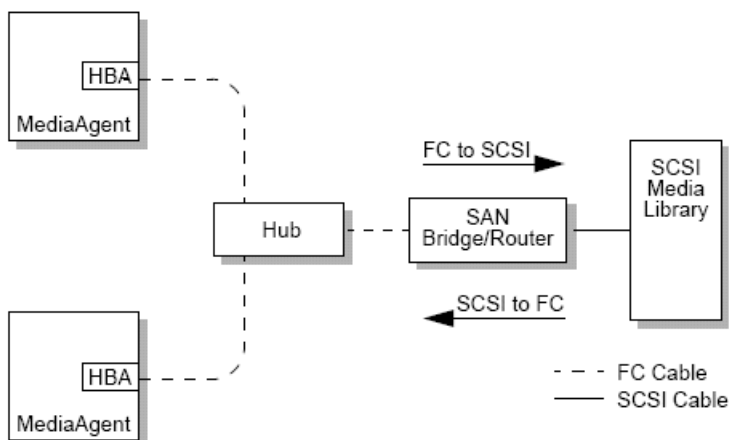 HBA
MediaAgent
FC to SCSI
SCSI
Media
Library
Hub
SAN
Bridge/Router
SCSI to FC
HBA
MediaAgent
FC Cable
SCSI Cable